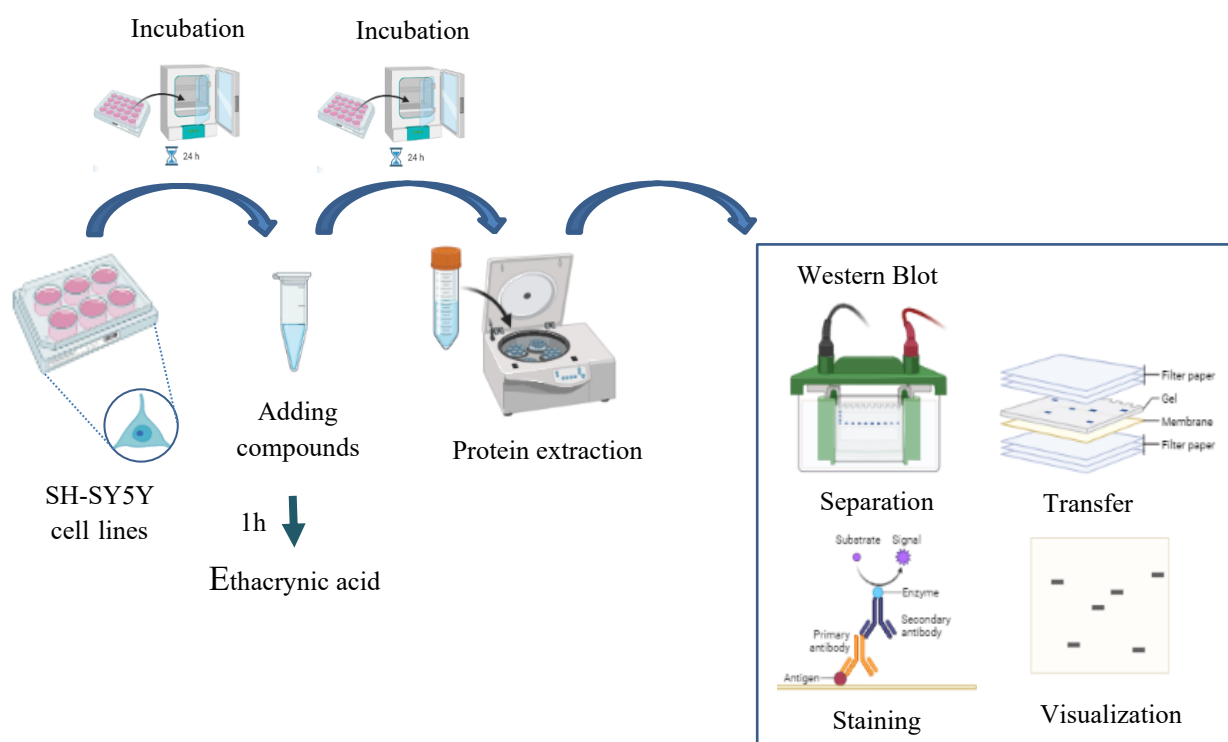 Incubation
Incubation
24 h
24 h
SH-SY5Y
cell lines
Adding
compounds
1h
Ethacrynic acid
Protein extraction
Western Blot
Separation
Filter paper
Gel
Membrane
Filter paper
Transfer
Substrate
Signal
Enzyme
Secondary
antibody
Primary
antibody
Antigen
Staining
Visualization